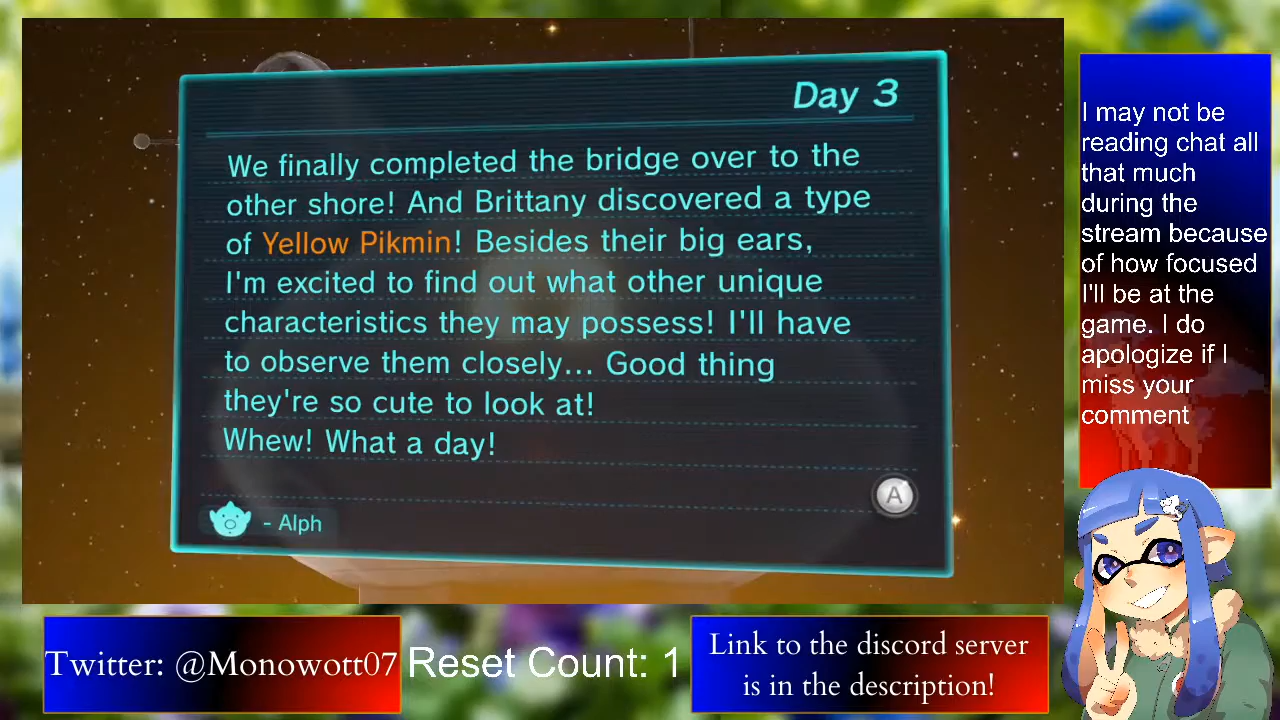 Day 3
We finally completed the bridge over to the
other shore! And Brittany discovered a type
of Yellow Pikmin! Besides their big ears,
I'm excited to find out what other unique
characteristics they may possess! I'll have
to observe them closely... Good thing
they're so cute to look at!
Whew! What a day!
A
- Alph
I may not be
reading chat all
that much
during the
stream because
of how focused
I'll be at the
game. I do
apologize if I
miss your
comment
Twitter: @Monowott07
Reset Count: 1
Link to the discord server
is in the description!